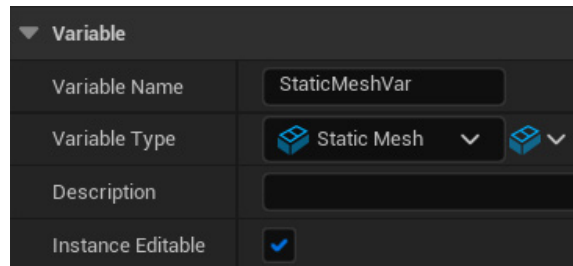 Variable
Variable Name StaticMeshVar
Variable Type Static Mesh
Description
Instance Editable